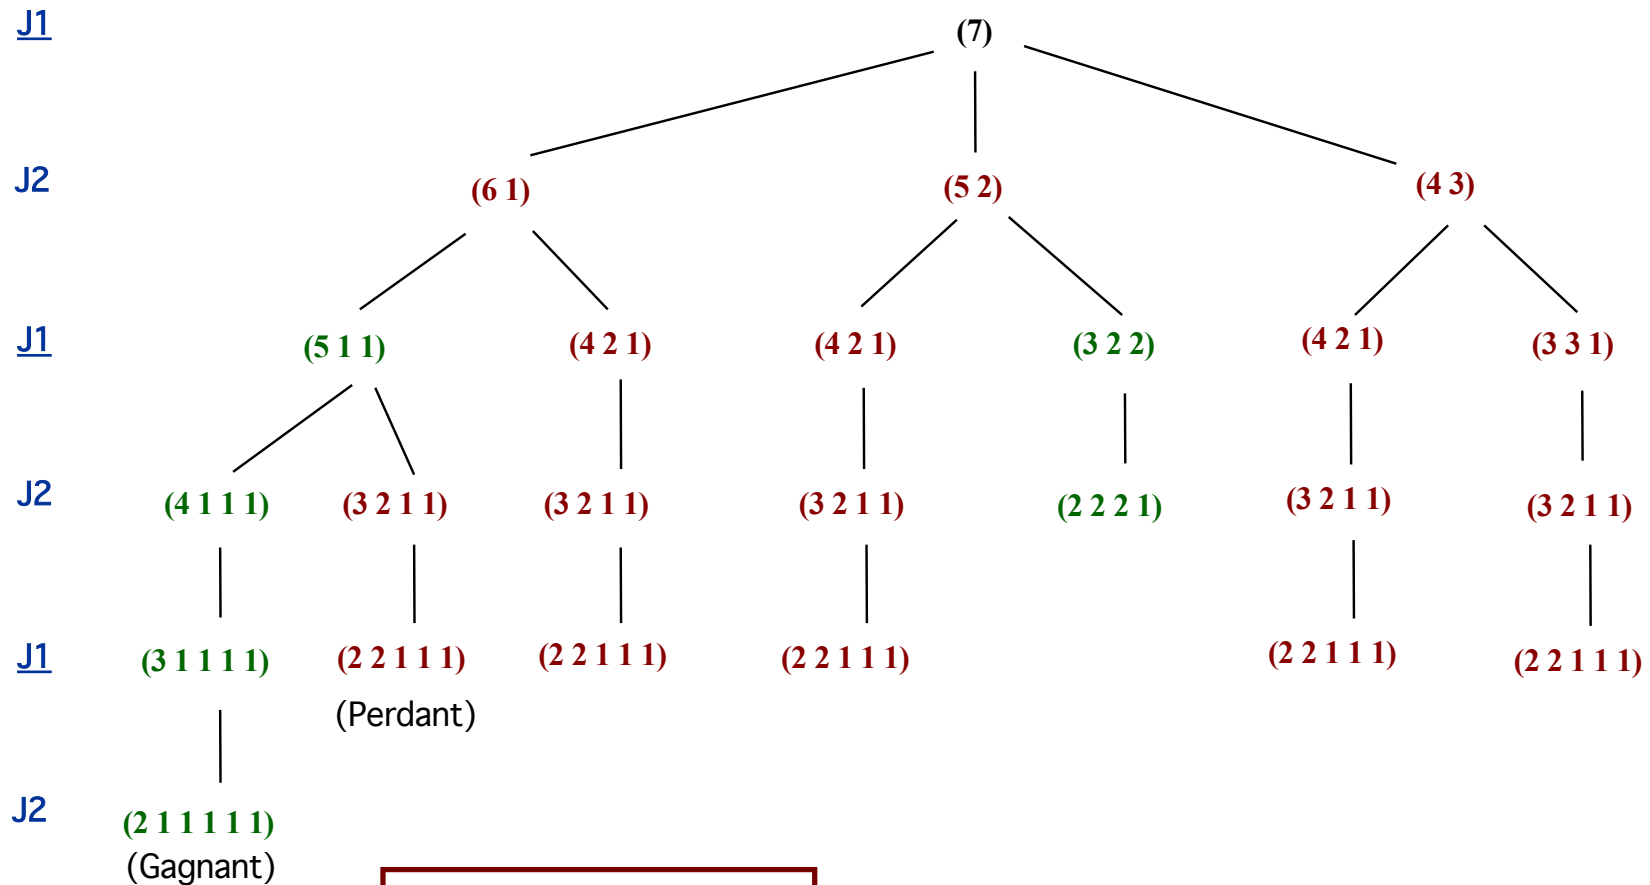 J1 (7)
J2 (6 1) (5 2) (4 3)
J1 (5 1 1) (4 2 1) (4 2 1) (3 2 2) (4 2 1) (3 3 1)
J2 (4 1 1 1) (3 2 1 1) (3 2 1 1) (3 2 1 1) (2 2 2 1) (3 2 1 1) (3 2 1 1)
J1 (3 1 1 1 1) (2 2 1 1 1) (2 2 1 1 1) (2 2 1 1 1) (2 2 1 1 1) (2 2 1 1 1)
(Perdant)
J2 (2 1 1 1 1 1)
(Gagnant)